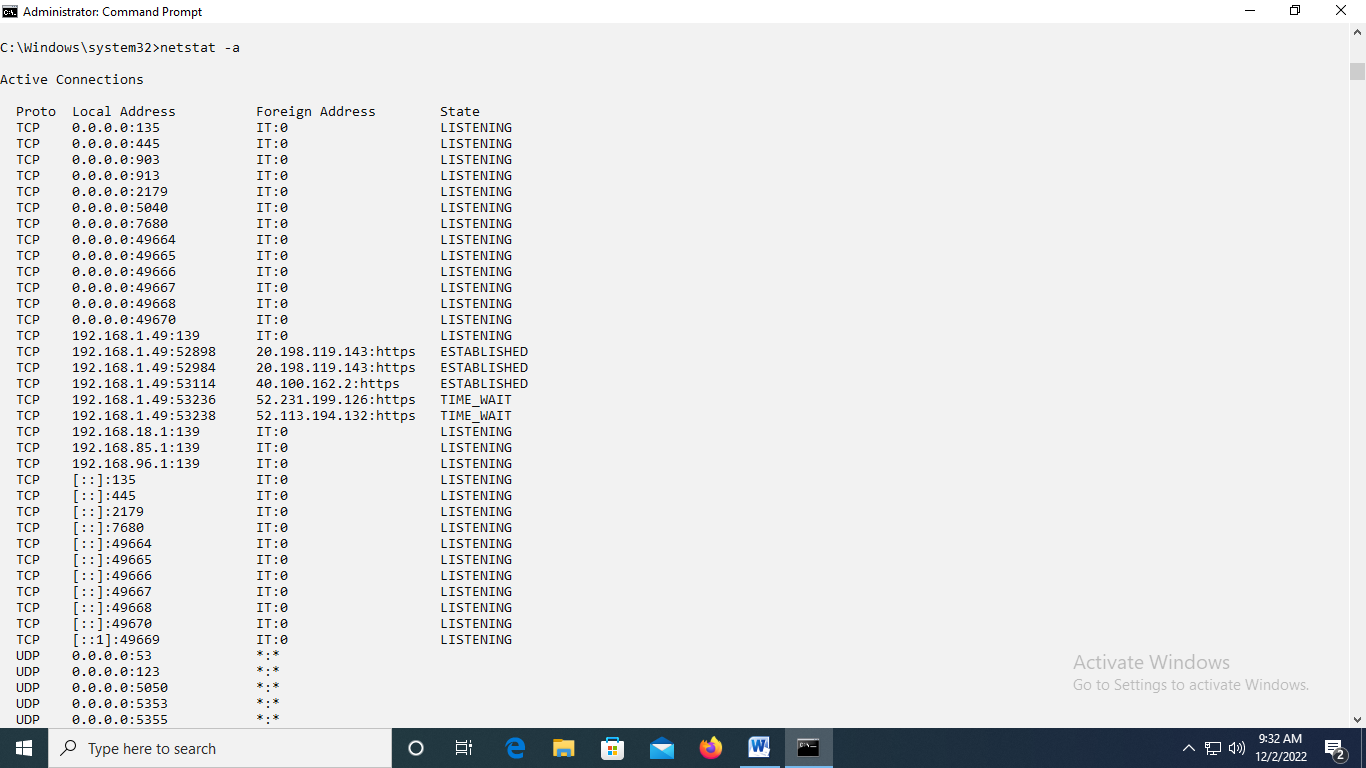 Administrator: Command Prompt
C:\Windows\system32>netstat -a
Active Connections
Proto  Local Address          Foreign Address        State
TCP    0.0.0.0:135            IT:0                   LISTENING
TCP    0.0.0.0:445            IT:0                   LISTENING
TCP    0.0.0.0:903            IT:0                   LISTENING
TCP    0.0.0.0:913            IT:0                   LISTENING
TCP    0.0.0.0:2179           IT:0                   LISTENING
TCP    0.0.0.0:5040           IT:0                   LISTENING
TCP    0.0.0.0:7680           IT:0                   LISTENING
TCP    0.0.0.0:49664          IT:0                   LISTENING
TCP    0.0.0.0:49665          IT:0                   LISTENING
TCP    0.0.0.0:49666          IT:0                   LISTENING
TCP    0.0.0.0:49667          IT:0                   LISTENING
TCP    0.0.0.0:49668          IT:0                   LISTENING
TCP    0.0.0.0:49670          IT:0                   LISTENING
TCP    192.168.1.49:139       IT:0                   LISTENING
TCP    192.168.1.49:52898     20.198.119.143:https   ESTABLISHED
TCP    192.168.1.49:52984     20.198.119.143:https   ESTABLISHED
TCP    192.168.1.49:53114     40.100.162.2:https     ESTABLISHED
TCP    192.168.1.49:53236     52.231.199.126:https   TIME_WAIT
TCP    192.168.1.49:53238     52.113.194.132:https   TIME_WAIT
TCP    192.168.18.1:139       IT:0                   LISTENING
TCP    192.168.85.1:139       IT:0                   LISTENING
TCP    192.168.96.1:139       IT:0                   LISTENING
TCP    [::]:135               IT:0                   LISTENING
TCP    [::]:445               IT:0                   LISTENING
TCP    [::]:2179              IT:0                   LISTENING
TCP    [::]:7680              IT:0                   LISTENING
TCP    [::]:49664             IT:0                   LISTENING
TCP    [::]:49665             IT:0                   LISTENING
TCP    [::]:49666             IT:0                   LISTENING
TCP    [::]:49667             IT:0                   LISTENING
TCP    [::]:49668             IT:0                   LISTENING
TCP    [::]:49670             IT:0                   LISTENING
TCP    [::1]:49669            IT:0                   LISTENING
UDP    0.0.0.0:53             *:*
UDP    0.0.0.0:123            *:*
UDP    0.0.0.0:5050           *:*
UDP    0.0.0.0:5353           *:*
UDP    0.0.0.0:5355           *:*
Activate Windows
Go to Settings to activate Windows.
Type here to search
9:32 AM
12/2/2022
2